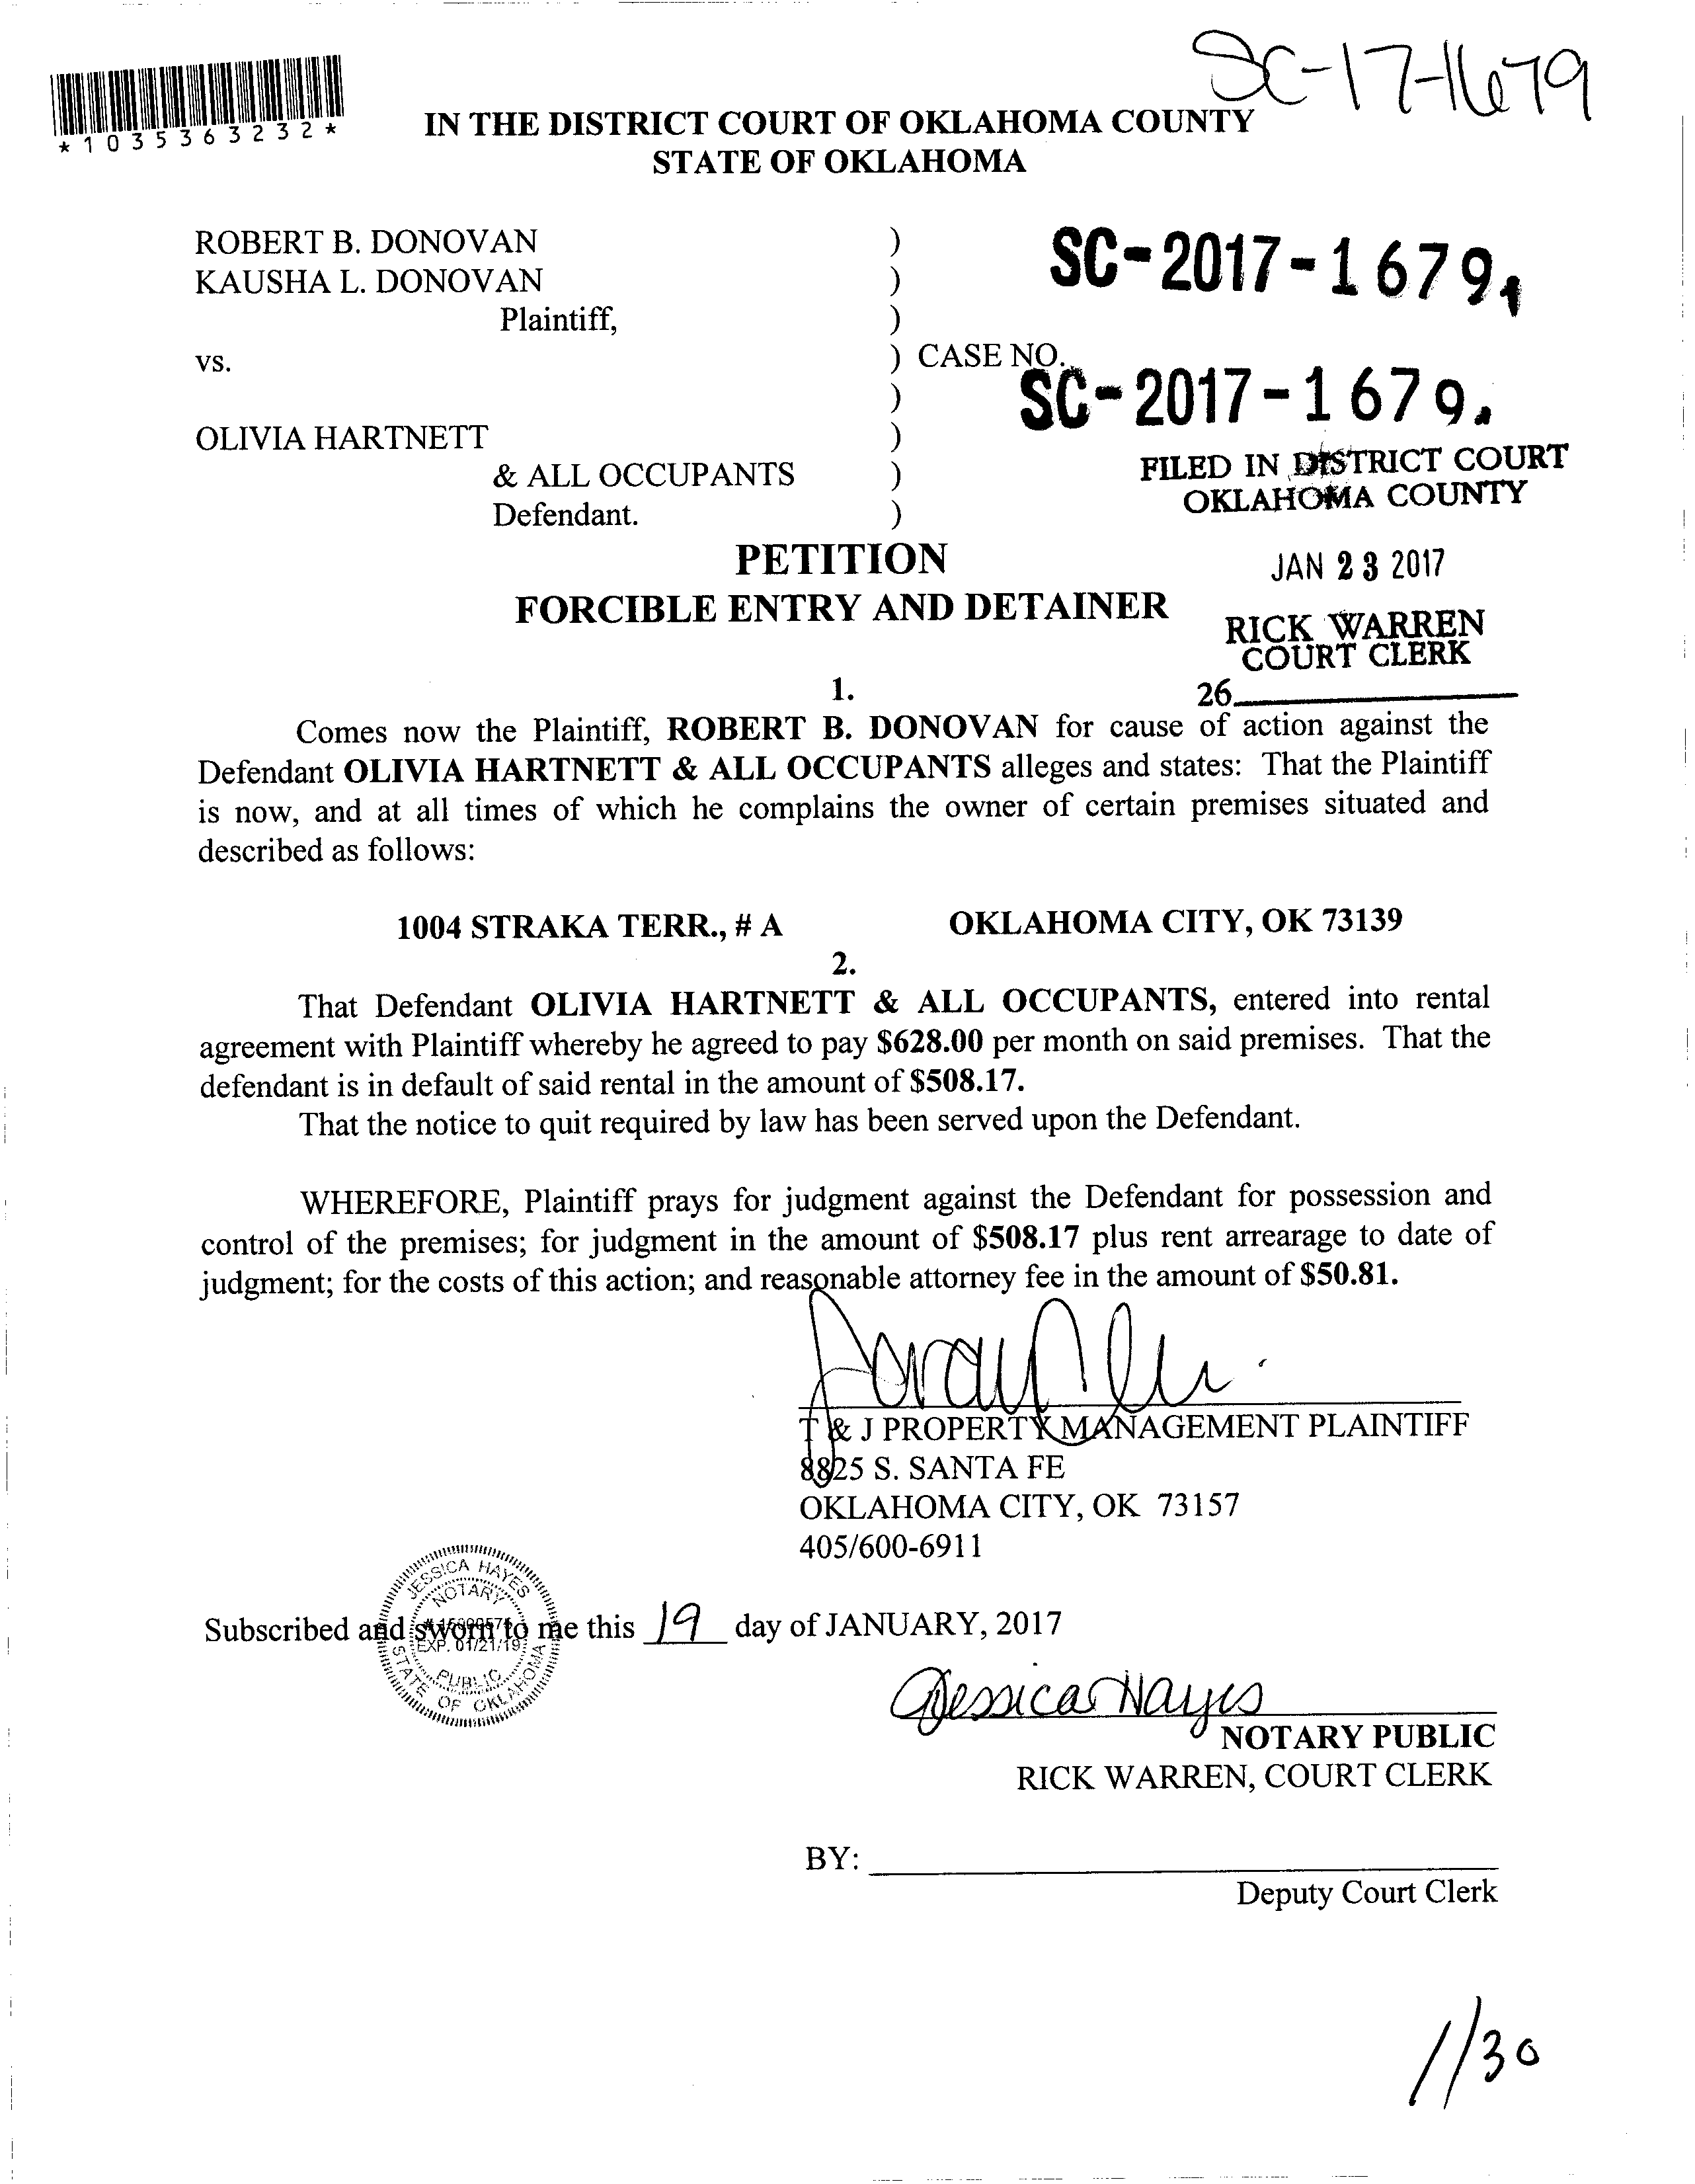 SC-17-1679
*1035363232*
IN THE DISTRICT COURT OF OKLAHOMA COUNTY
STATE OF OKLAHOMA
ROBERT B. DONOVAN )
KAUSHA L. DONOVAN )
Plaintiff, )
vs. ) CASE NO.
)
OLIVIA HARTNETT )
& ALL OCCUPANTS )
Defendant. )
SC-2017-1679,
SC-2017-1679.
FILED IN DISTRICT COURT
OKLAHOMA COUNTY
JAN 23 2017
RICK WARREN
COURT CLERK
26
PETITION
FORCIBLE ENTRY AND DETAINER
1.
Comes now the Plaintiff, ROBERT B. DONOVAN for cause of action against the
Defendant OLIVIA HARTNETT & ALL OCCUPANTS alleges and states: That the Plaintiff
is now, and at all times of which he complains the owner of certain premises situated and
described as follows:
1004 STRAKA TERR., # A OKLAHOMA CITY, OK 73139
2.
That Defendant OLIVIA HARTNETT & ALL OCCUPANTS, entered into rental
agreement with Plaintiff whereby he agreed to pay $628.00 per month on said premises. That the
defendant is in default of said rental in the amount of $508.17.
That the notice to quit required by law has been served upon the Defendant.
WHEREFORE, Plaintiff prays for judgment against the Defendant for possession and
control of the premises; for judgment in the amount of $508.17 plus rent arrearage to date of
judgment; for the costs of this action; and reasonable attorney fee in the amount of $50.81.
T & J PROPERTY MANAGEMENT PLAINTIFF
8825 S. SANTA FE
OKLAHOMA CITY, OK 73157
405/600-6911
JESSICA HAYES
NOTARY
EXP. 01/21/19
PUBLIC
STATE OF OKLAHOMA
Subscribed and sworn to me this 19 day of JANUARY, 2017
Jessica Hayes
NOTARY PUBLIC
RICK WARREN, COURT CLERK
BY:
Deputy Court Clerk
1/30